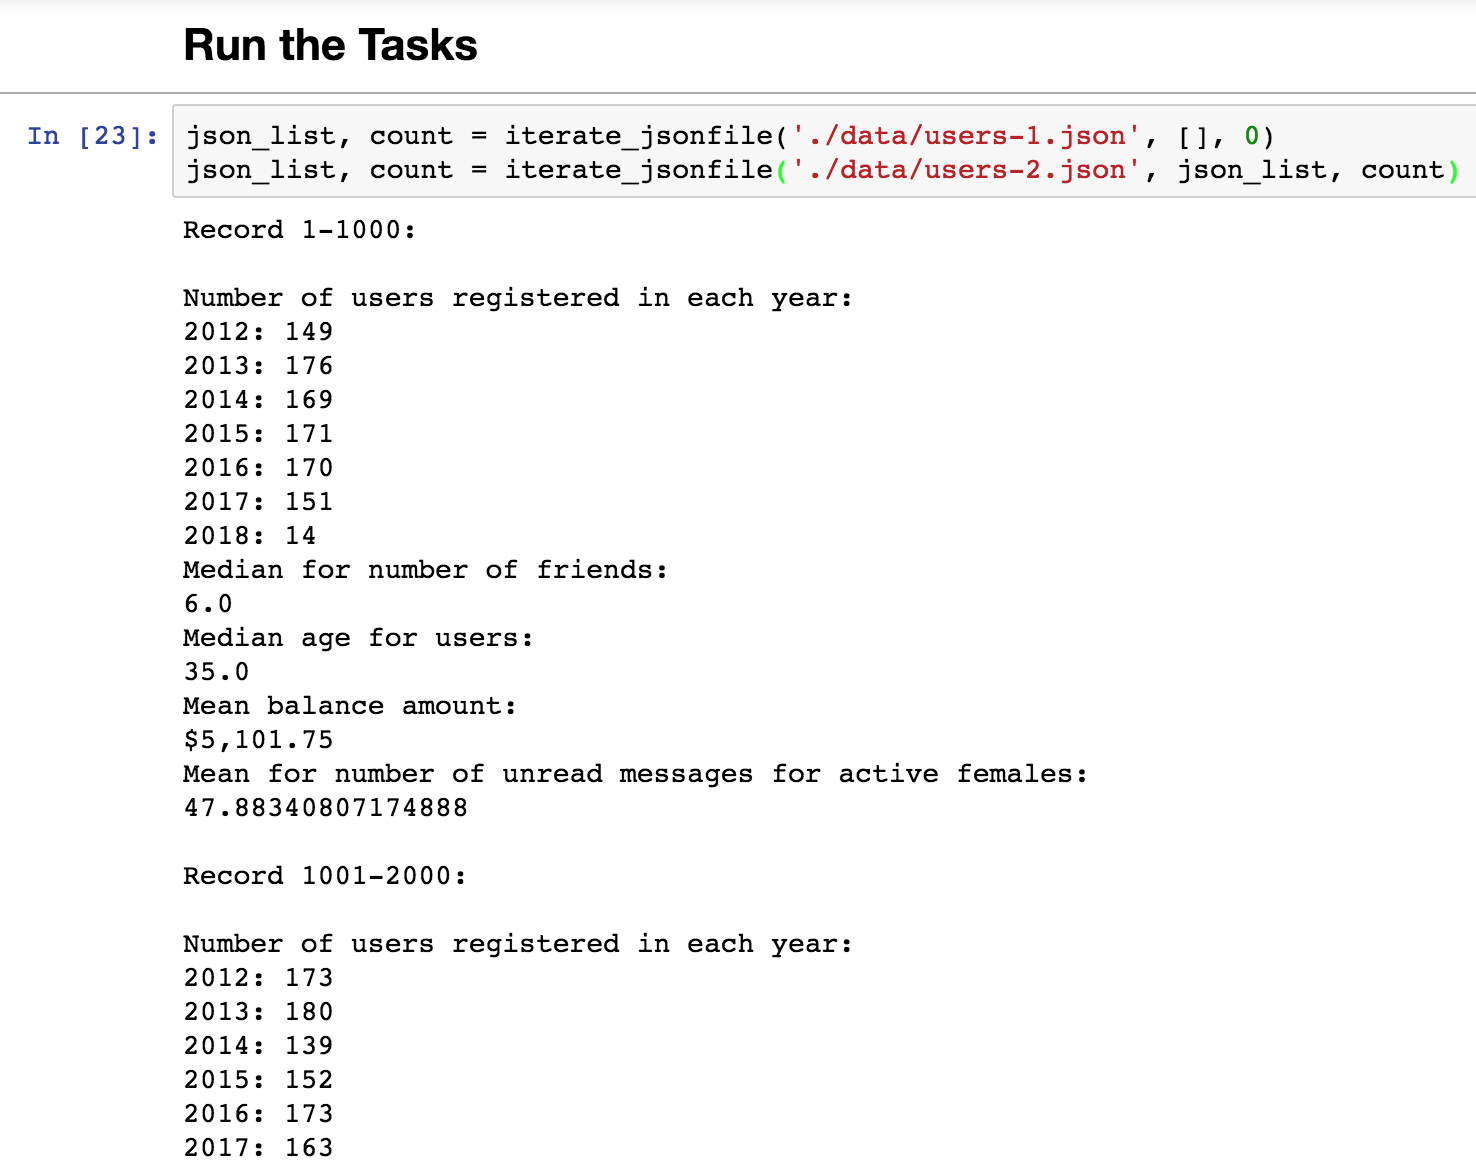 Run the Tasks
In [23]:
json_list, count = iterate_jsonfile('./data/users-1.json', [], 0)
json_list, count = iterate_jsonfile('./data/users-2.json', json_list, count)
Record 1-1000:
Number of users registered in each year:
2012: 149
2013: 176
2014: 169
2015: 171
2016: 170
2017: 151
2018: 14
Median for number of friends:
6.0
Median age for users:
35.0
Mean balance amount:
$5,101.75
Mean for number of unread messages for active females:
47.88340807174888
Record 1001-2000:
Number of users registered in each year:
2012: 173
2013: 180
2014: 139
2015: 152
2016: 173
2017: 163